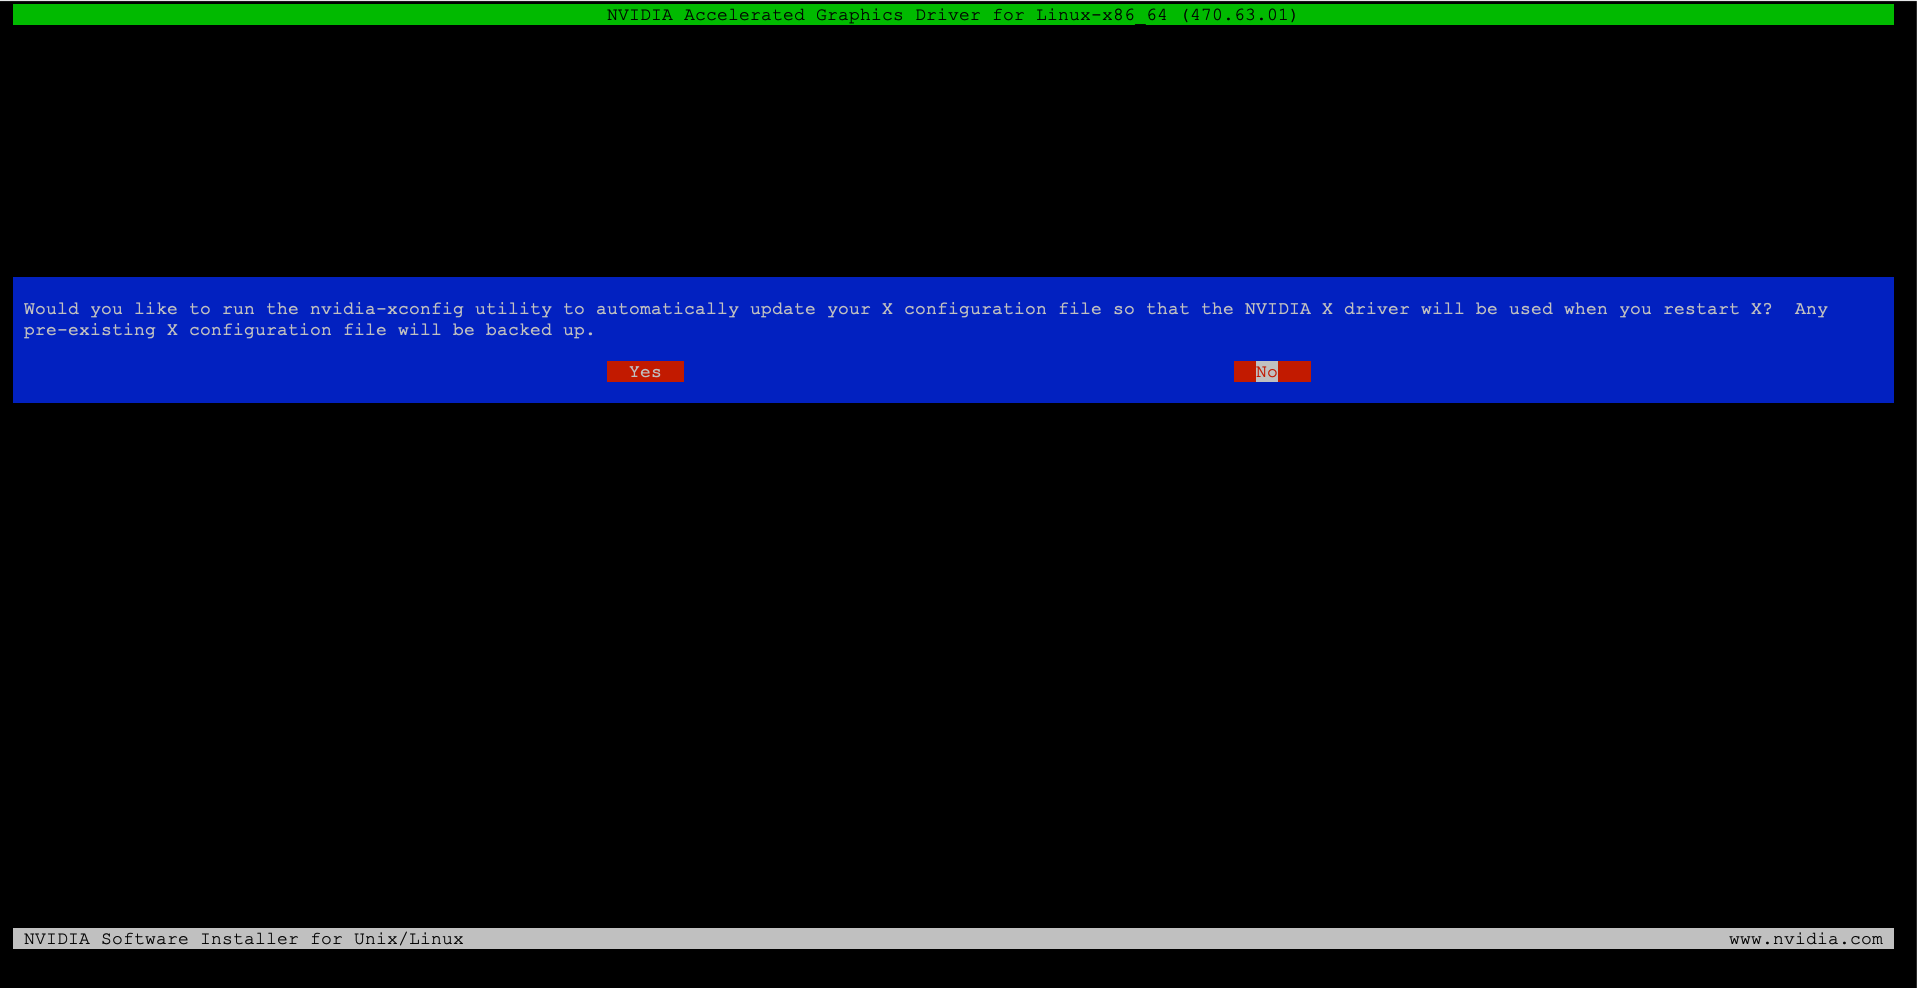 NVIDIA Accelerated Graphics Driver for Linux-x86_64 (470.63.01)
Would you like to run the nvidia-xconfig utility to automatically update your X configuration file so that the NVIDIA X driver will be used when you restart X?  Any
pre-existing X configuration file will be backed up.
Yes No
NVIDIA Software Installer for Unix/Linux www.nvidia.com